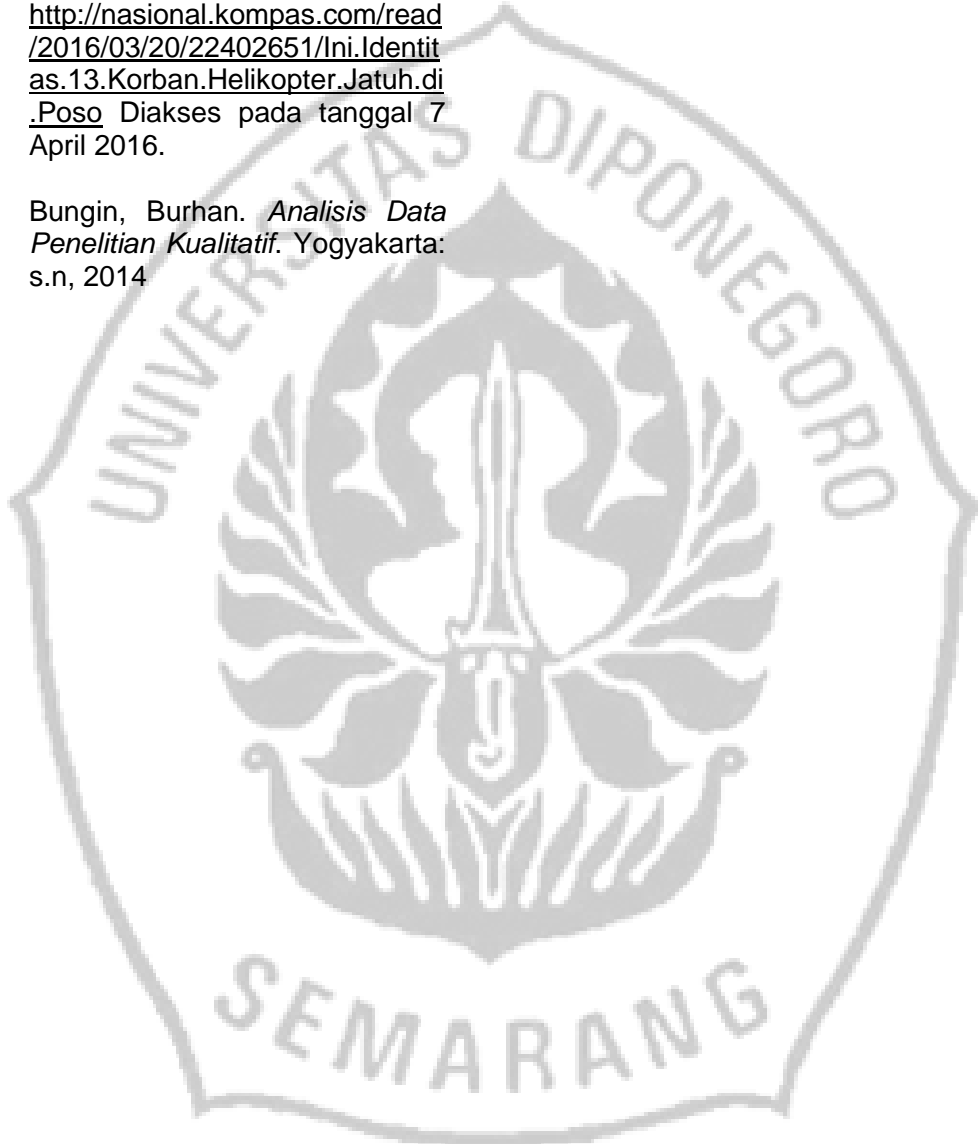 http://nasional.kompas.com/read
/2016/03/20/22402651/Ini.Identit
as.13.Korban.Helikopter.Jatuh.di
.Poso Diakses pada tanggal 7
April 2016.
Bungin, Burhan. Analisis Data
Penelitian Kualitatif. Yogyakarta:
s.n, 2014
UNIVERSITAS DIPONEGORO
SEMARANG